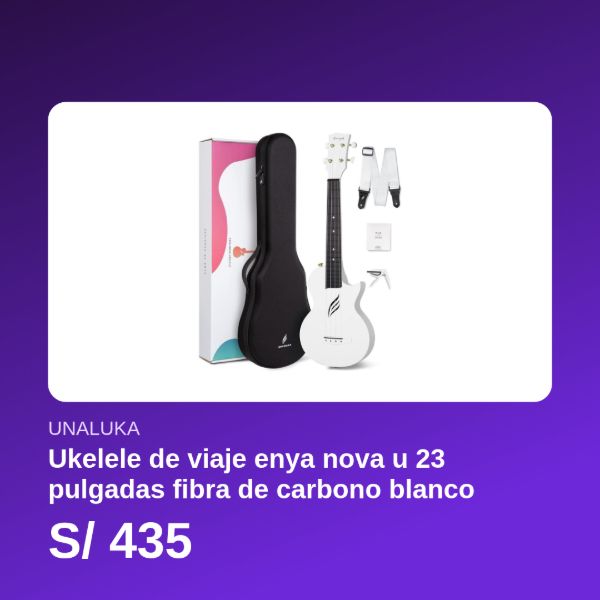 UNALUKA
Ukelele de viaje enya nova u 23
pulgadas fibra de carbono blanco
S/ 435